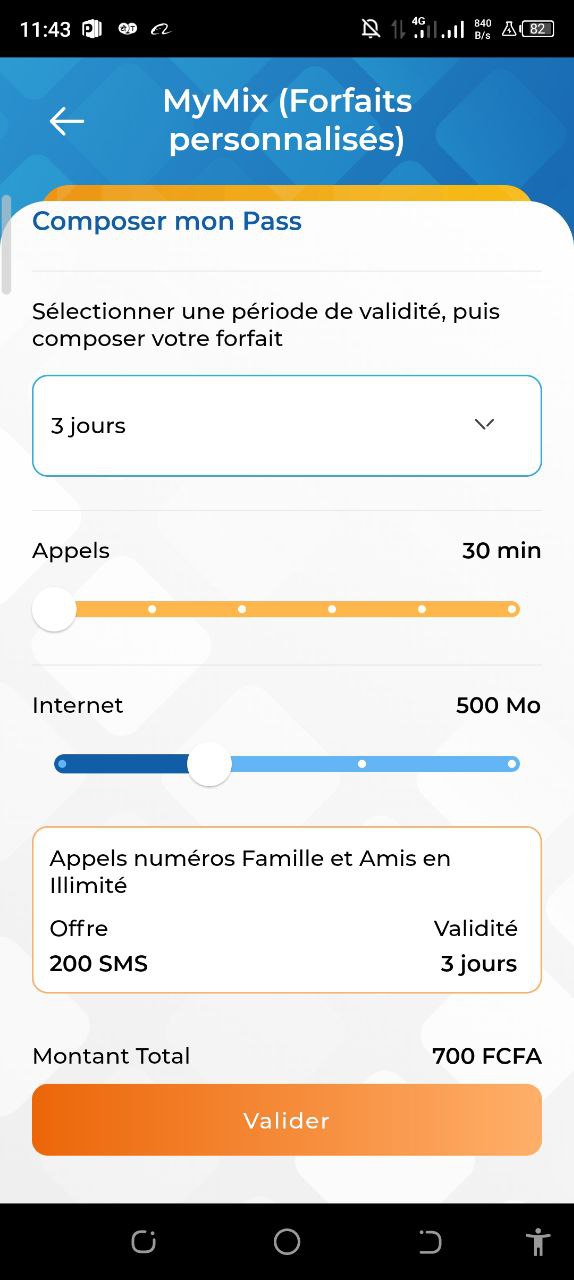 11:43
4G
840
B/s
82
MyMix (Forfaits
personnalisés)
Composer mon Pass
Sélectionner une période de validité, puis
composer votre forfait
3 jours
Appels 30 min
Internet 500 Mo
Appels numéros Famille et Amis en
Illimité
Offre Validité
200 SMS 3 jours
Montant Total 700 FCFA
Valider